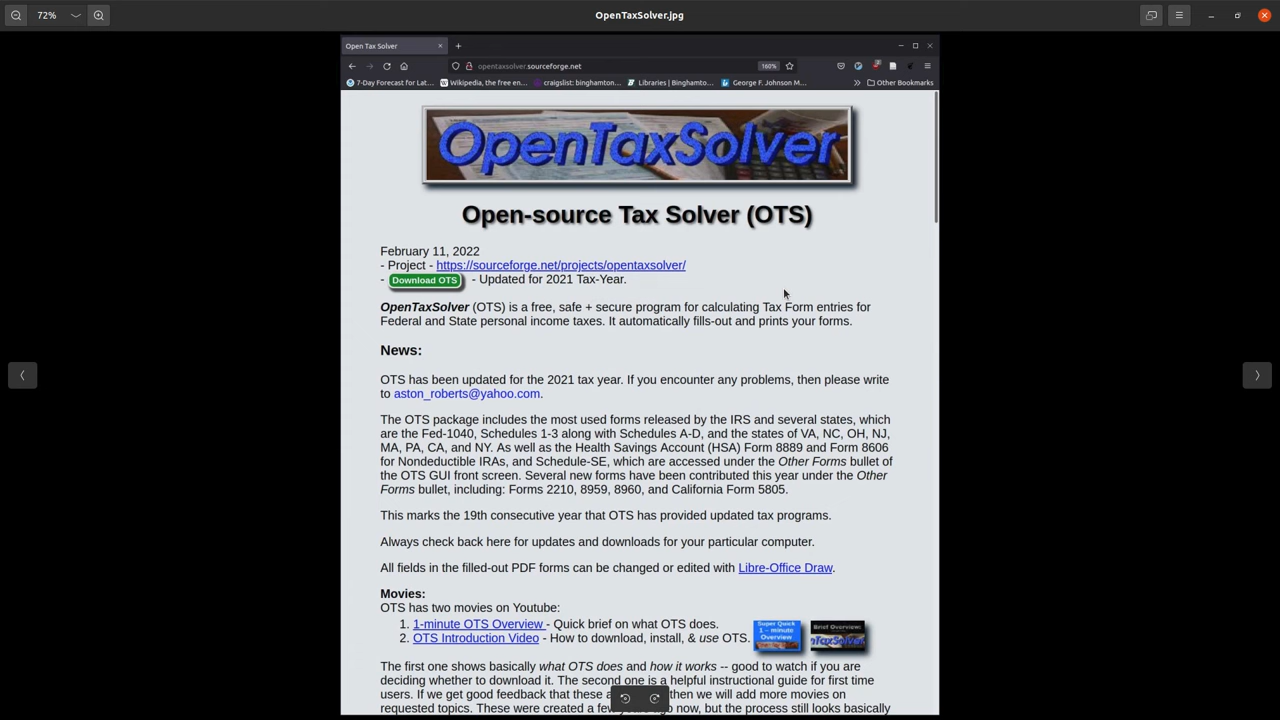 72%
OpenTaxSolver.jpg
Open Tax Solver
opentaxsolver.sourceforge.net
160%
7-Day Forecast for Lat...
Wikipedia, the free en...
craigslist: binghamton...
Libraries | Binghamto...
George F. Johnson M...
Other Bookmarks
OpenTaxSolver
Open-source Tax Solver (OTS)
February 11, 2022
- Project - https://sourceforge.net/projects/opentaxsolver/
- Download OTS - Updated for 2021 Tax-Year.
OpenTaxSolver (OTS) is a free, safe + secure program for calculating Tax Form entries for
Federal and State personal income taxes. It automatically fills-out and prints your forms.
News:
OTS has been updated for the 2021 tax year. If you encounter any problems, then please write
to aston_roberts@yahoo.com.
The OTS package includes the most used forms released by the IRS and several states, which
are the Fed-1040, Schedules 1-3 along with Schedules A-D, and the states of VA, NC, OH, NJ,
MA, PA, CA, and NY. As well as the Health Savings Account (HSA) Form 8889 and Form 8606
for Nondeductible IRAs, and Schedule-SE, which are accessed under the Other Forms bullet of
the OTS GUI front screen. Several new forms have been contributed this year under the Other
Forms bullet, including: Forms 2210, 8959, 8960, and California Form 5805.
This marks the 19th consecutive year that OTS has provided updated tax programs.
Always check back here for updates and downloads for your particular computer.
All fields in the filled-out PDF forms can be changed or edited with Libre-Office Draw.
Movies:
OTS has two movies on Youtube:
1. 1-minute OTS Overview - Quick brief on what OTS does.
2. OTS Introduction Video - How to download, install, & use OTS.
Super Quick
1 - minute
Overview
Brief Overview:
The first one shows basically what OTS does and how it works -- good to watch if you are
deciding whether to download it. The second one is a helpful instructional guide for first time
users. If we get good feedback that these then we will add more movies on
requested topics. These were created a few now, but the process still looks basically